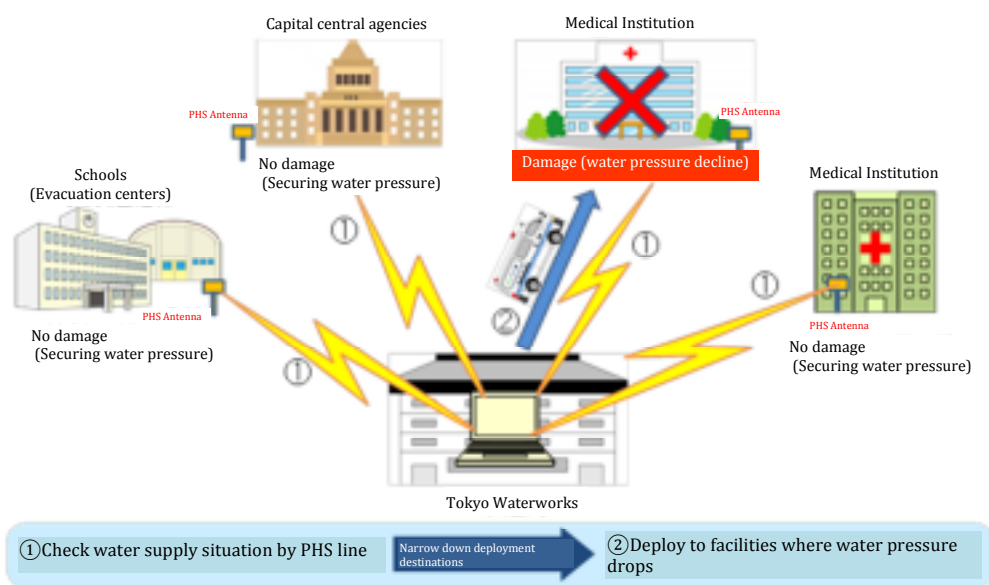 Capital central agencies
Medical Institution
PHS Antenna
PHS Antenna
No damage
(Securing water pressure)
Damage (water pressure decline)
Schools
(Evacuation centers)
Medical Institution
①
①
②
①
①
PHS Antenna
PHS Antenna
No damage
(Securing water pressure)
No damage
(Securing water pressure)
Tokyo Waterworks
①Check water supply situation by PHS line
Narrow down deployment
destinations
②Deploy to facilities where water pressure
drops